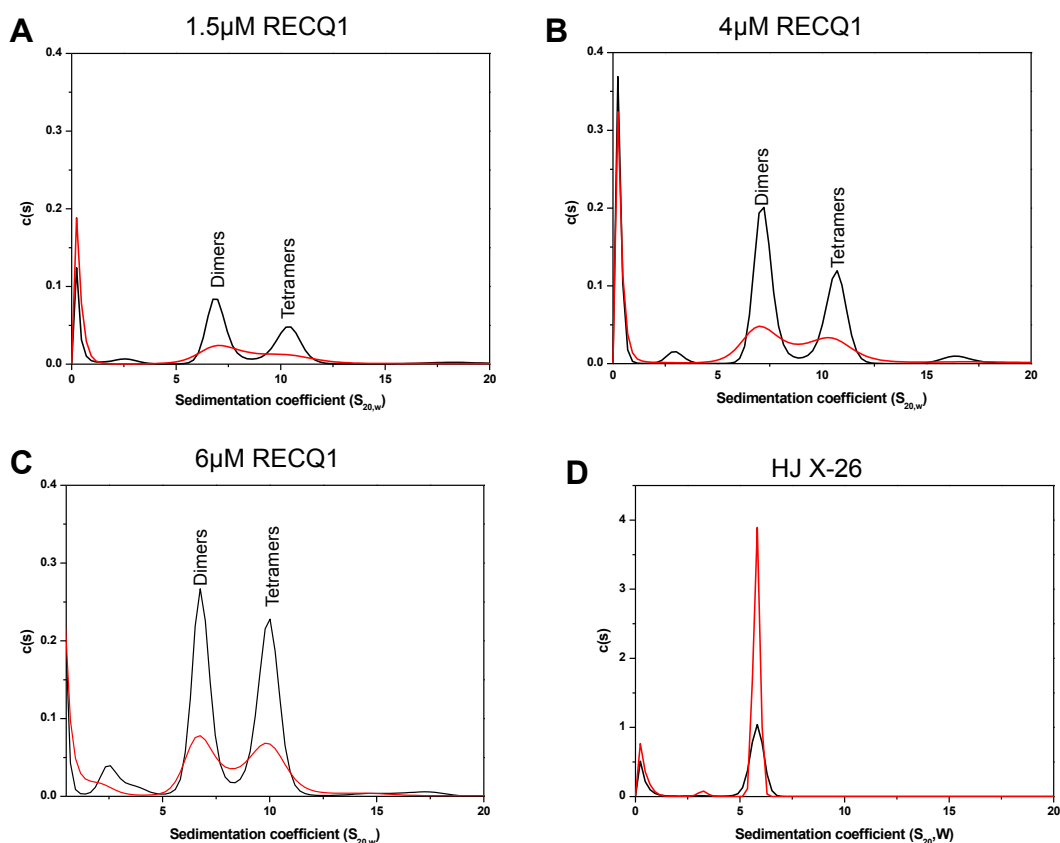 A
1.5μM RECQ1
0.4
0.3
0.2
0.1
0.0
c(s)
Dimers
Tetramers
0
5
10
15
20
Sedimentation coefficient (S20,w)
B
4μM RECQ1
0.4
0.3
0.2
0.1
0.0
c(s)
Dimers
Tetramers
0
5
10
15
20
Sedimentation coefficient (S20,w)
C
6μM RECQ1
0.4
0.3
0.2
0.1
0.0
c(s)
Dimers
Tetramers
5
10
15
20
Sedimentation coefficient (S20,w)
D
HJ X-26
4
3
2
1
0
c(s)
0
5
10
15
20
Sedimentation coefficient (S20,W)